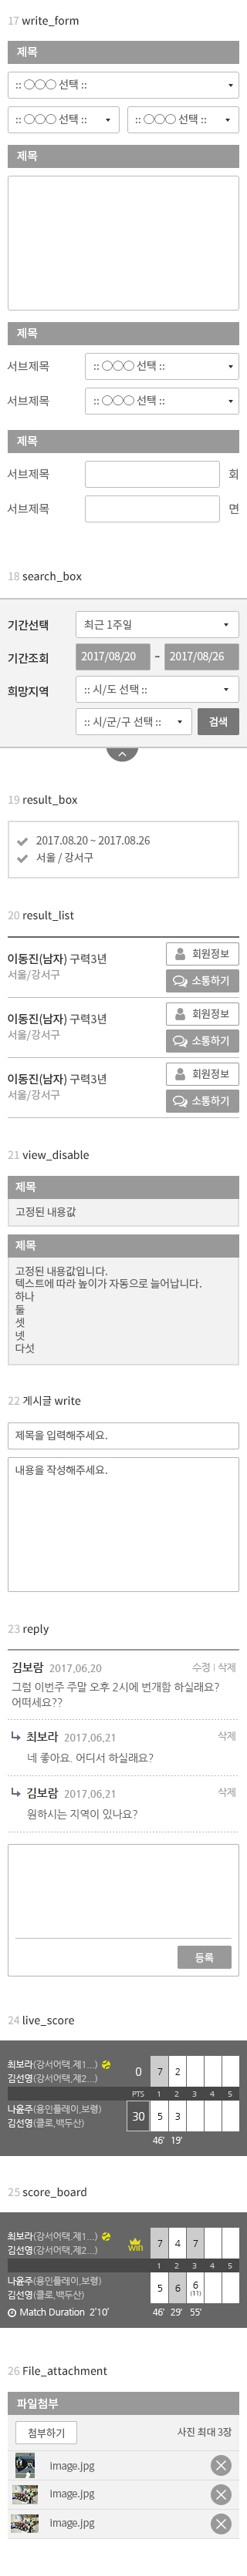 17 write_form
제목
:: ○○○ 선택 ::
:: ○○○ 선택 :: :: ○○○ 선택 ::
제목
제목
서브제목 :: ○○○ 선택 ::
서브제목 :: ○○○ 선택 ::
제목
서브제목 회
서브제목 면
18 search_box
기간선택 최근 1주일
기간조회 2017/08/20 ~ 2017/08/26
희망지역 :: 시/도 선택 ::
:: 시/군/구 선택 :: 검색
19 result_box
2017.08.20 ~ 2017.08.26
서울 / 강서구
20 result_list
이동진(남자) 구력3년 회원정보
서울/강서구 소통하기
이동진(남자) 구력3년 회원정보
서울/강서구 소통하기
이동진(남자) 구력3년 회원정보
서울/강서구 소통하기
21 view_disable
제목
고정된 내용값
제목
고정된 내용값입니다.
텍스트에 따라 높이가 자동으로 늘어납니다.
하나
둘
셋
넷
다섯
22 게시글 write
제목을 입력해주세요.
내용을 작성해주세요.
23 reply
김보람 2017.06.20 수정 | 삭제
그럼 이번주 주말 오후 2시에 번개함 하실래요?
어떠세요??
최보라 2017.06.21 삭제
네 좋아요. 어디서 하실래요?
김보람 2017.06.21 삭제
원하시는 지역이 있나요?
등록
24 live_score
최보라(강서어택,제1...) 0 7 2
김선영(강서어택,제2...)
PTS 1 2 3 4 5
나윤주(용인플레이,보령) 30 5 3
김선영(클로,백두산)
46' 19'
25 score_board
최보라(강서어택,제1...) win 7 4 7
김선영(강서어택,제2...)
1 2 3 4 5
나윤주(용인플레이,보령) 5 6 6
김선영(클로,백두산) (11)
Match Duration 2'10' 46' 29' 55'
26 File_attachment
파일첨부
첨부하기 사진 최대 3장
Image.jpg
Image.jpg
Image.jpg